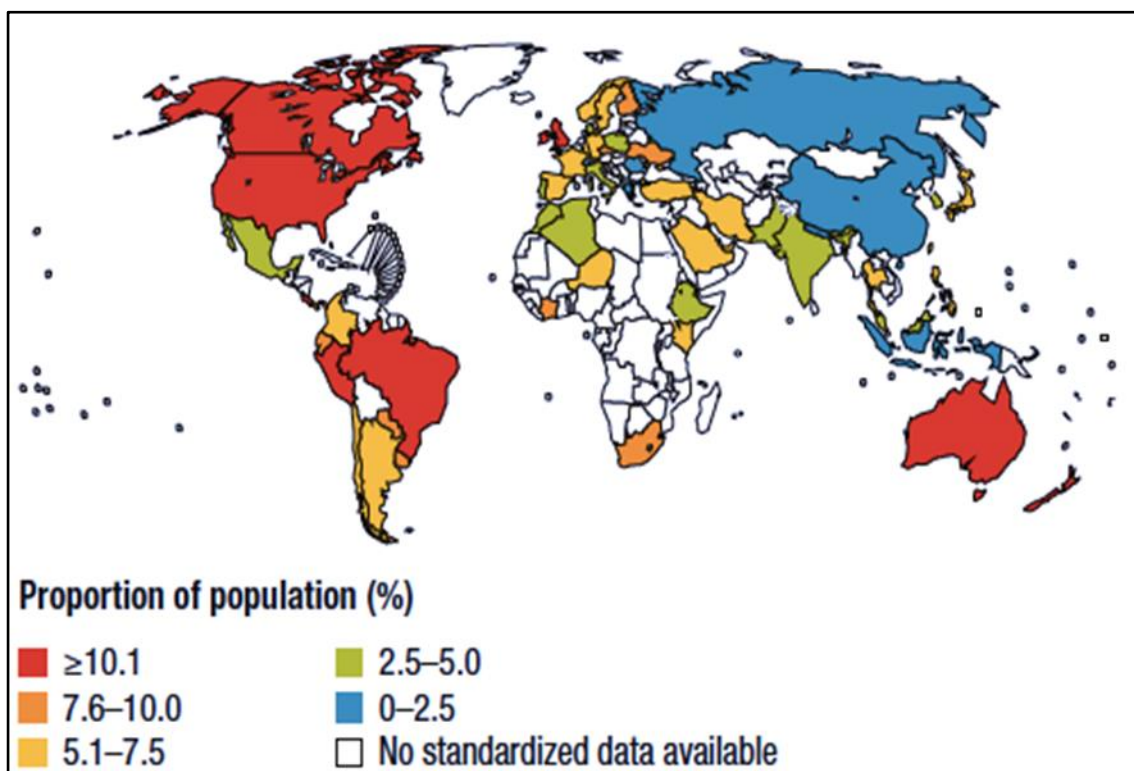 Proportion of population (%)
≥10.1
7.6–10.0
5.1–7.5
2.5–5.0
0–2.5
No standardized data available